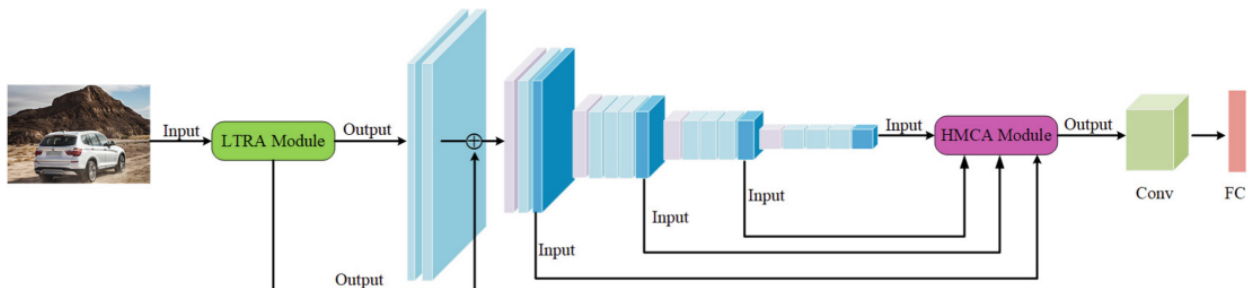 Input
LTRA Module
Output
Output
Input
Input
Input
Input
HMCA Module
Output
Conv
FC